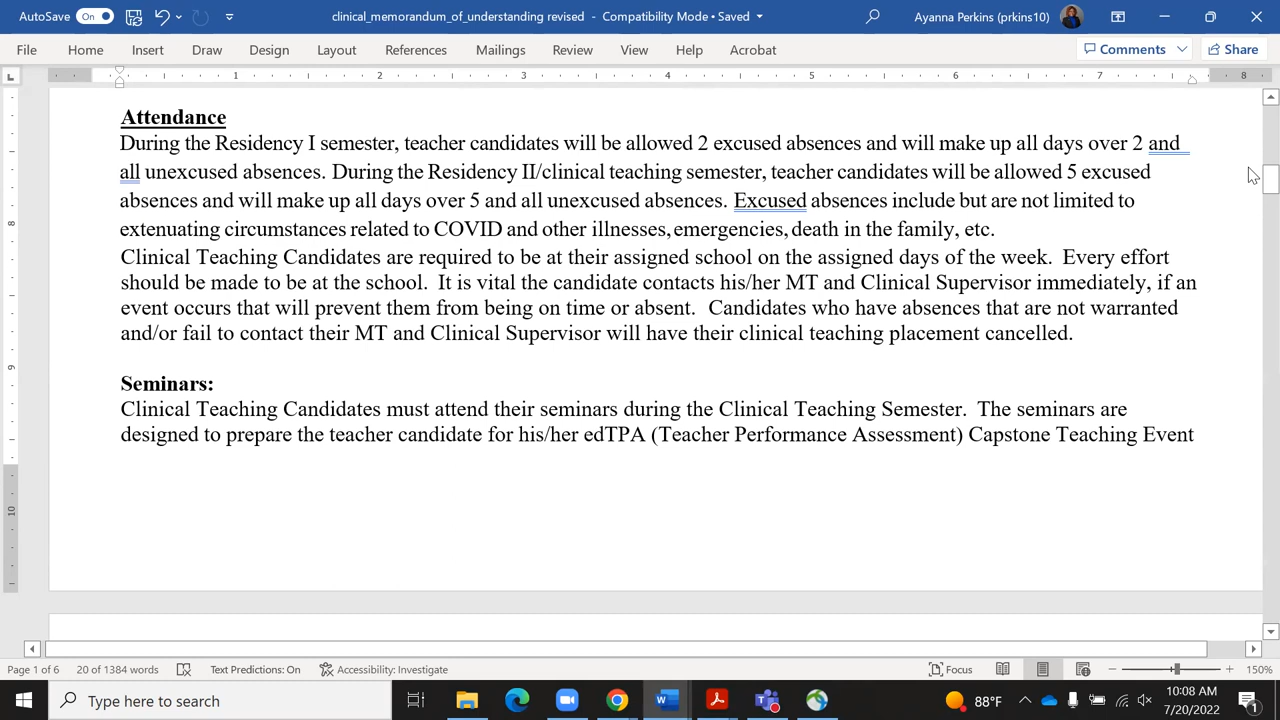 AutoSave On clinical_memorandum_of_understanding revised - Compatibility Mode • Saved Ayanna Perkins (prkins10)
File Home Insert Draw Design Layout References Mailings Review View Help Acrobat Comments Share
1 2 3 4 5 6 7 8
Attendance
During the Residency I semester, teacher candidates will be allowed 2 excused absences and will make up all days over 2 and
all unexcused absences. During the Residency II/clinical teaching semester, teacher candidates will be allowed 5 excused
absences and will make up all days over 5 and all unexcused absences. Excused absences include but are not limited to
extenuating circumstances related to COVID and other illnesses, emergencies, death in the family, etc.
Clinical Teaching Candidates are required to be at their assigned school on the assigned days of the week. Every effort
should be made to be at the school. It is vital the candidate contacts his/her MT and Clinical Supervisor immediately, if an
event occurs that will prevent them from being on time or absent. Candidates who have absences that are not warranted
and/or fail to contact their MT and Clinical Supervisor will have their clinical teaching placement cancelled.
Seminars:
Clinical Teaching Candidates must attend their seminars during the Clinical Teaching Semester. The seminars are
designed to prepare the teacher candidate for his/her edTPA (Teacher Performance Assessment) Capstone Teaching Event
8
9
10
Page 1 of 6 20 of 1384 words Text Predictions: On Accessibility: Investigate Focus 150%
Type here to search 88°F 10:08 AM
7/20/2022 1